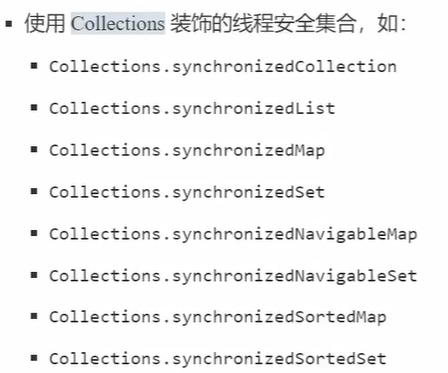 使用 Collections 装饰的线程安全集合，如：
Collections.synchronizedCollection
Collections.synchronizedList
Collections.synchronizedMap
Collections.synchronizedSet
Collections.synchronizedNavigableMap
Collections.synchronizedNavigableSet
Collections.synchronizedSortedMap
Collections.synchronizedSortedSet